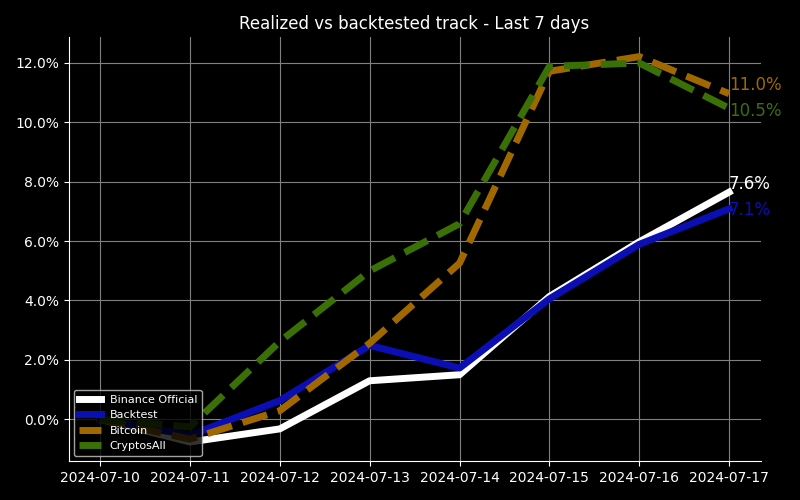 Realized vs backtested track - Last 7 days
12.0%
10.0%
8.0%
6.0%
4.0%
2.0%
0.0%
11.0%
10.5%
7.6%
7.1%
Binance Official
Backtest
Bitcoin
CryptosAll
2024-07-10 2024-07-11 2024-07-12 2024-07-13 2024-07-14 2024-07-15 2024-07-16 2024-07-17